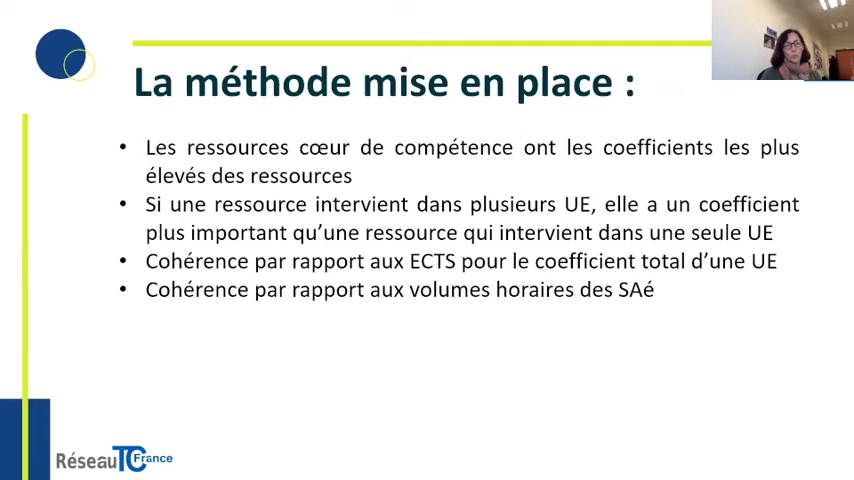 La méthode mise en place :
• Les ressources cœur de compétence ont les coefficients les plus
élevés des ressources
• Si une ressource intervient dans plusieurs UE, elle a un coefficient
plus important qu'une ressource qui intervient dans une seule UE
• Cohérence par rapport aux ECTS pour le coefficient total d'une UE
• Cohérence par rapport aux volumes horaires des SAé
Réseau TC France